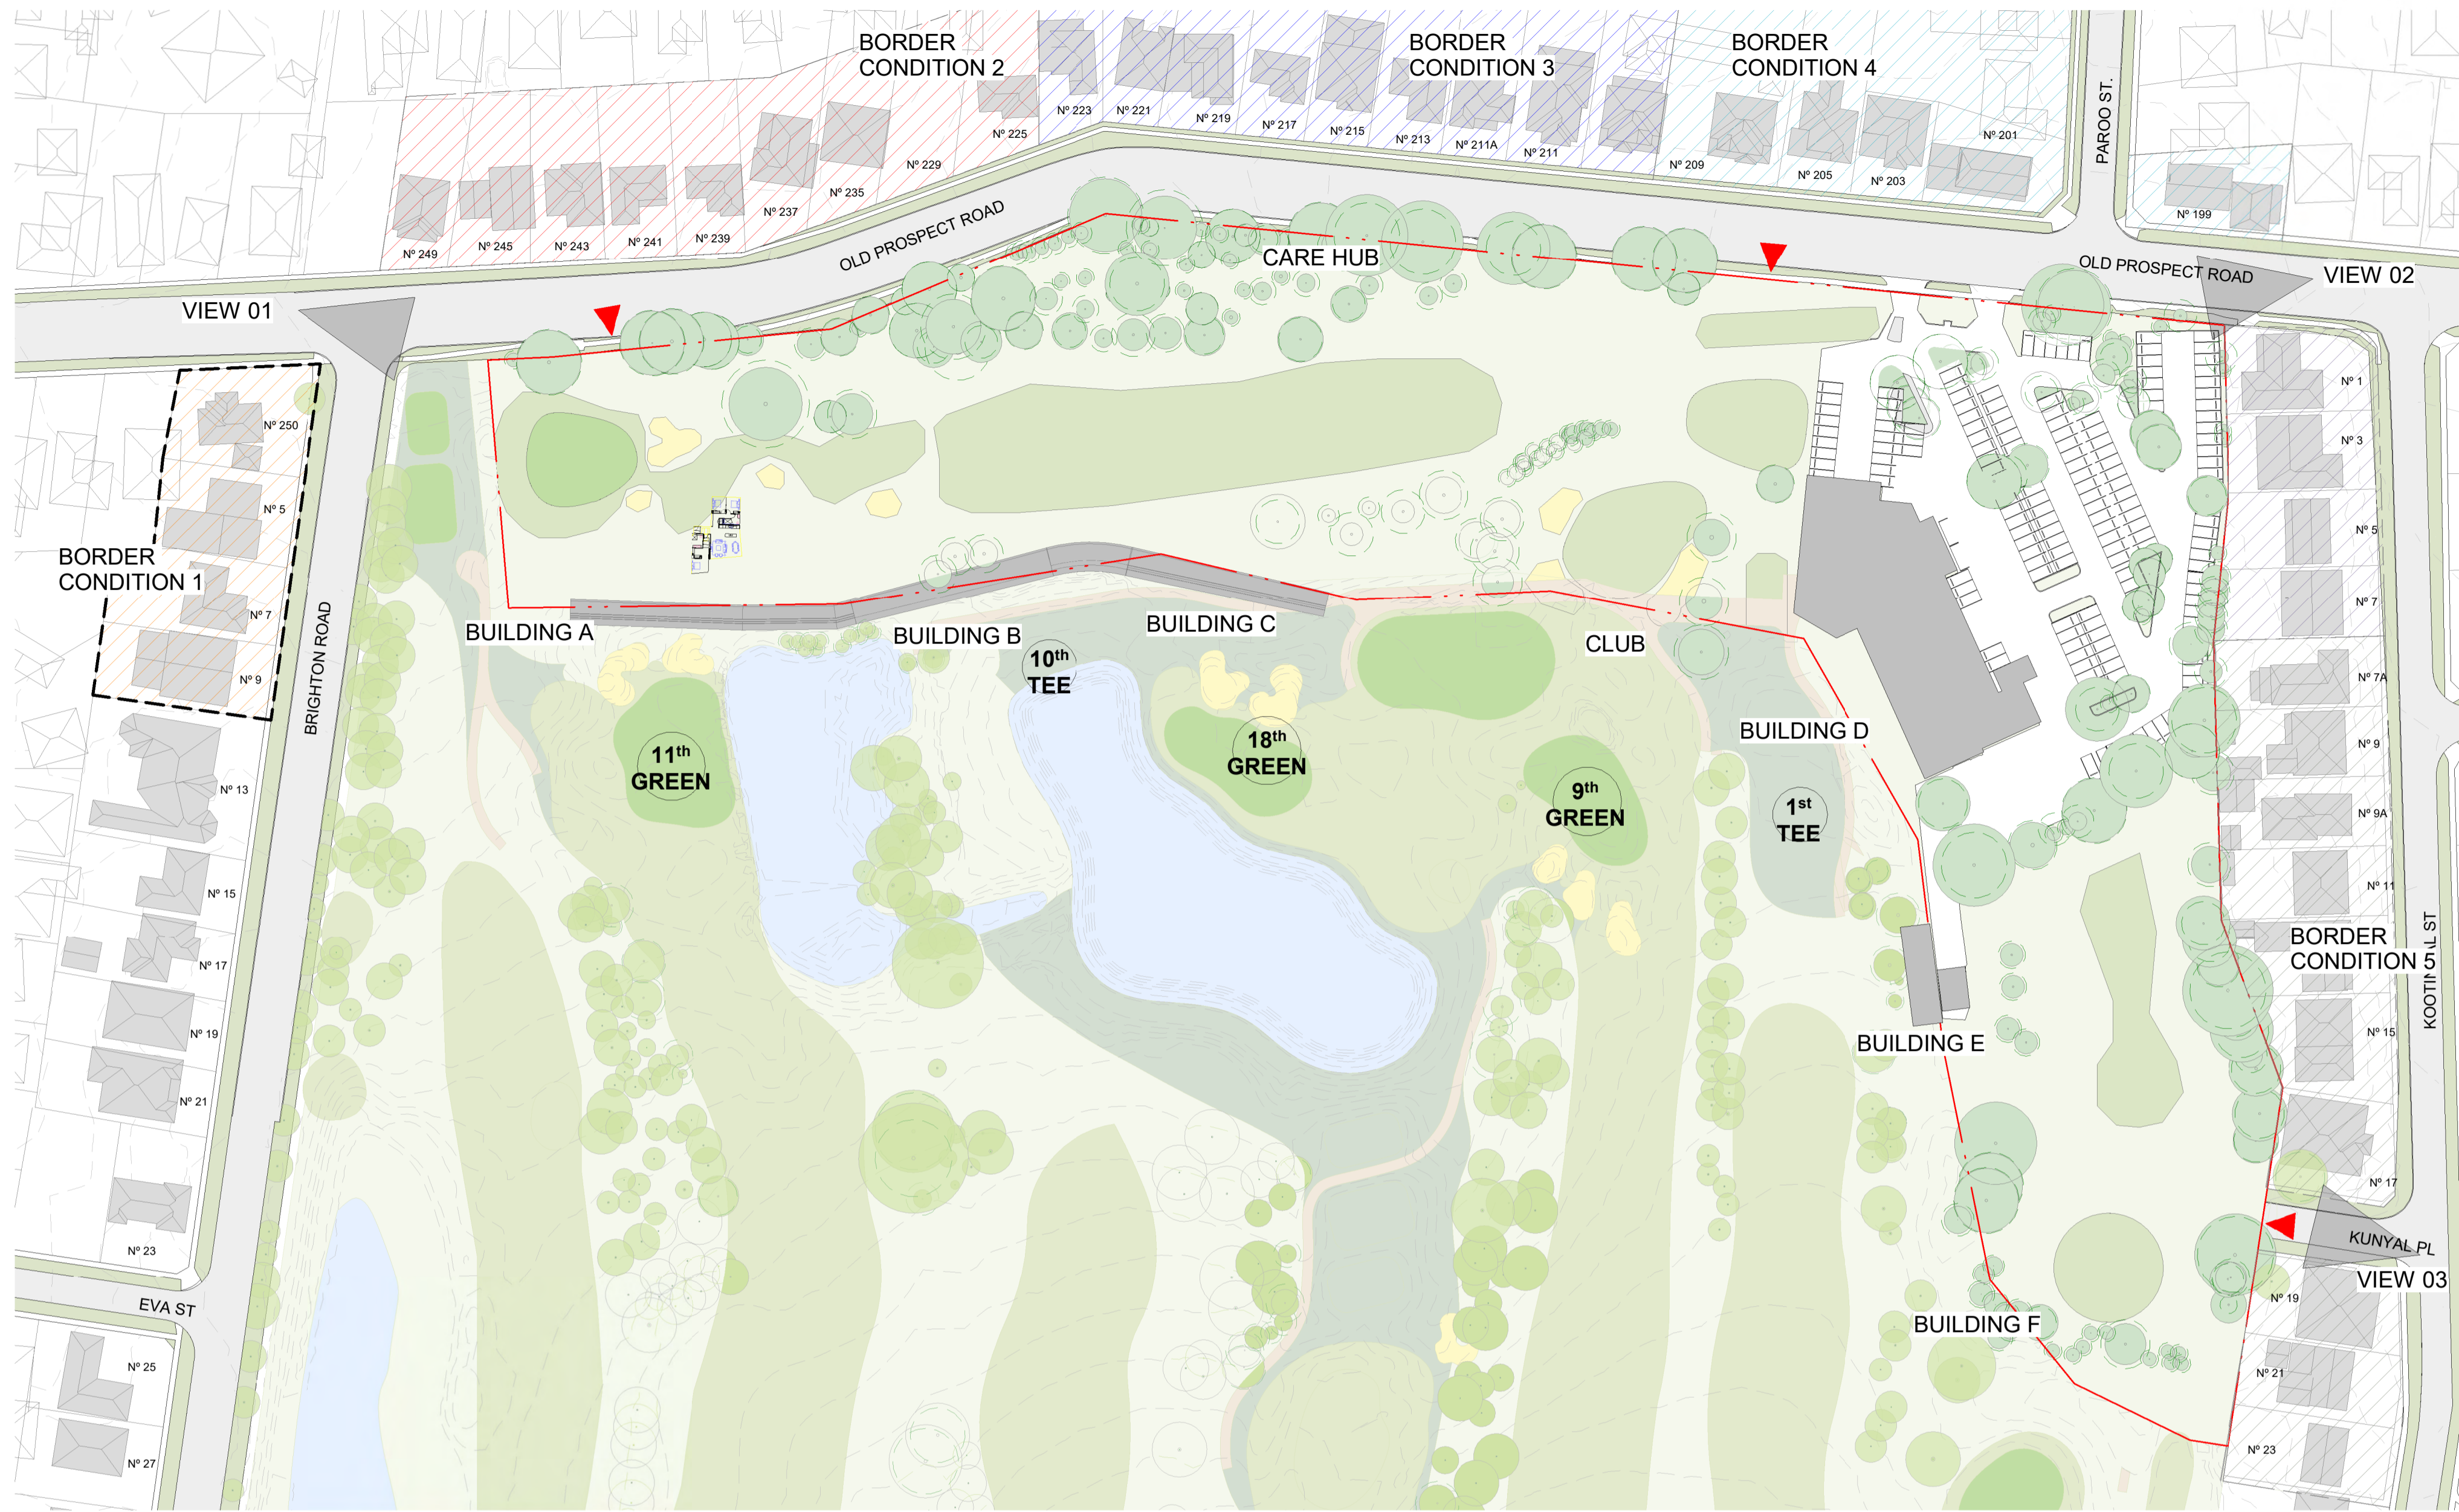 BORDER
CONDITION 2
BORDER
CONDITION 3
BORDER
CONDITION 4
PAROO ST.
Nº 223
Nº 221
Nº 219
Nº 217
Nº 215
Nº 213
Nº 211A
Nº 211
Nº 209
Nº 205
Nº 203
Nº 201
Nº 199
Nº 225
Nº 229
Nº 235
Nº 237
Nº 239
Nº 241
Nº 243
Nº 245
Nº 249
OLD PROSPECT ROAD
CARE HUB
OLD PROSPECT ROAD
VIEW 02
VIEW 01
Nº 250
Nº 5
BORDER
CONDITION 1
Nº 7
Nº 9
BRIGHTON ROAD
Nº 13
Nº 15
Nº 17
Nº 19
Nº 21
Nº 23
EVA ST
Nº 25
Nº 27
BUILDING A
BUILDING B
BUILDING C
CLUB
BUILDING D
10th
TEE
11th
GREEN
18th
GREEN
9th
GREEN
1st
TEE
BUILDING E
BUILDING F
Nº 1
Nº 3
Nº 5
Nº 7
Nº 7A
Nº 9
Nº 9A
Nº 11
BORDER
CONDITION 5
Nº 15
Nº 17
KUNYAL PL
VIEW 03
Nº 19
Nº 21
Nº 23